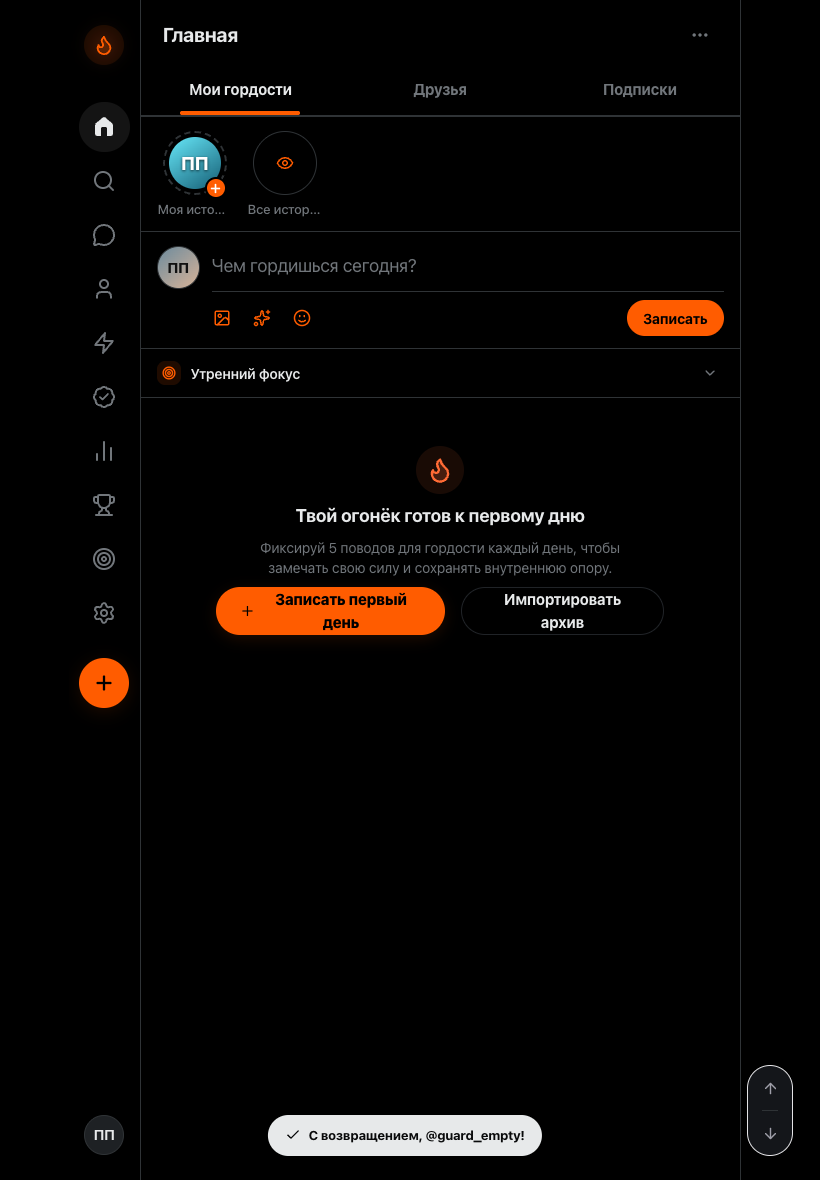 Главная
Мои гордости
Друзья
Подписки
ПП
Моя исто...
Все истор...
ПП
Чем гордишься сегодня?
Записать
Утренний фокус
Твой огонёк готов к первому дню
Фиксируй 5 поводов для гордости каждый день, чтобы
замечать свою силу и сохранять внутреннюю опору.
Записать первый
день
Импортировать
архив
ПП
С возвращением, @guard_empty!